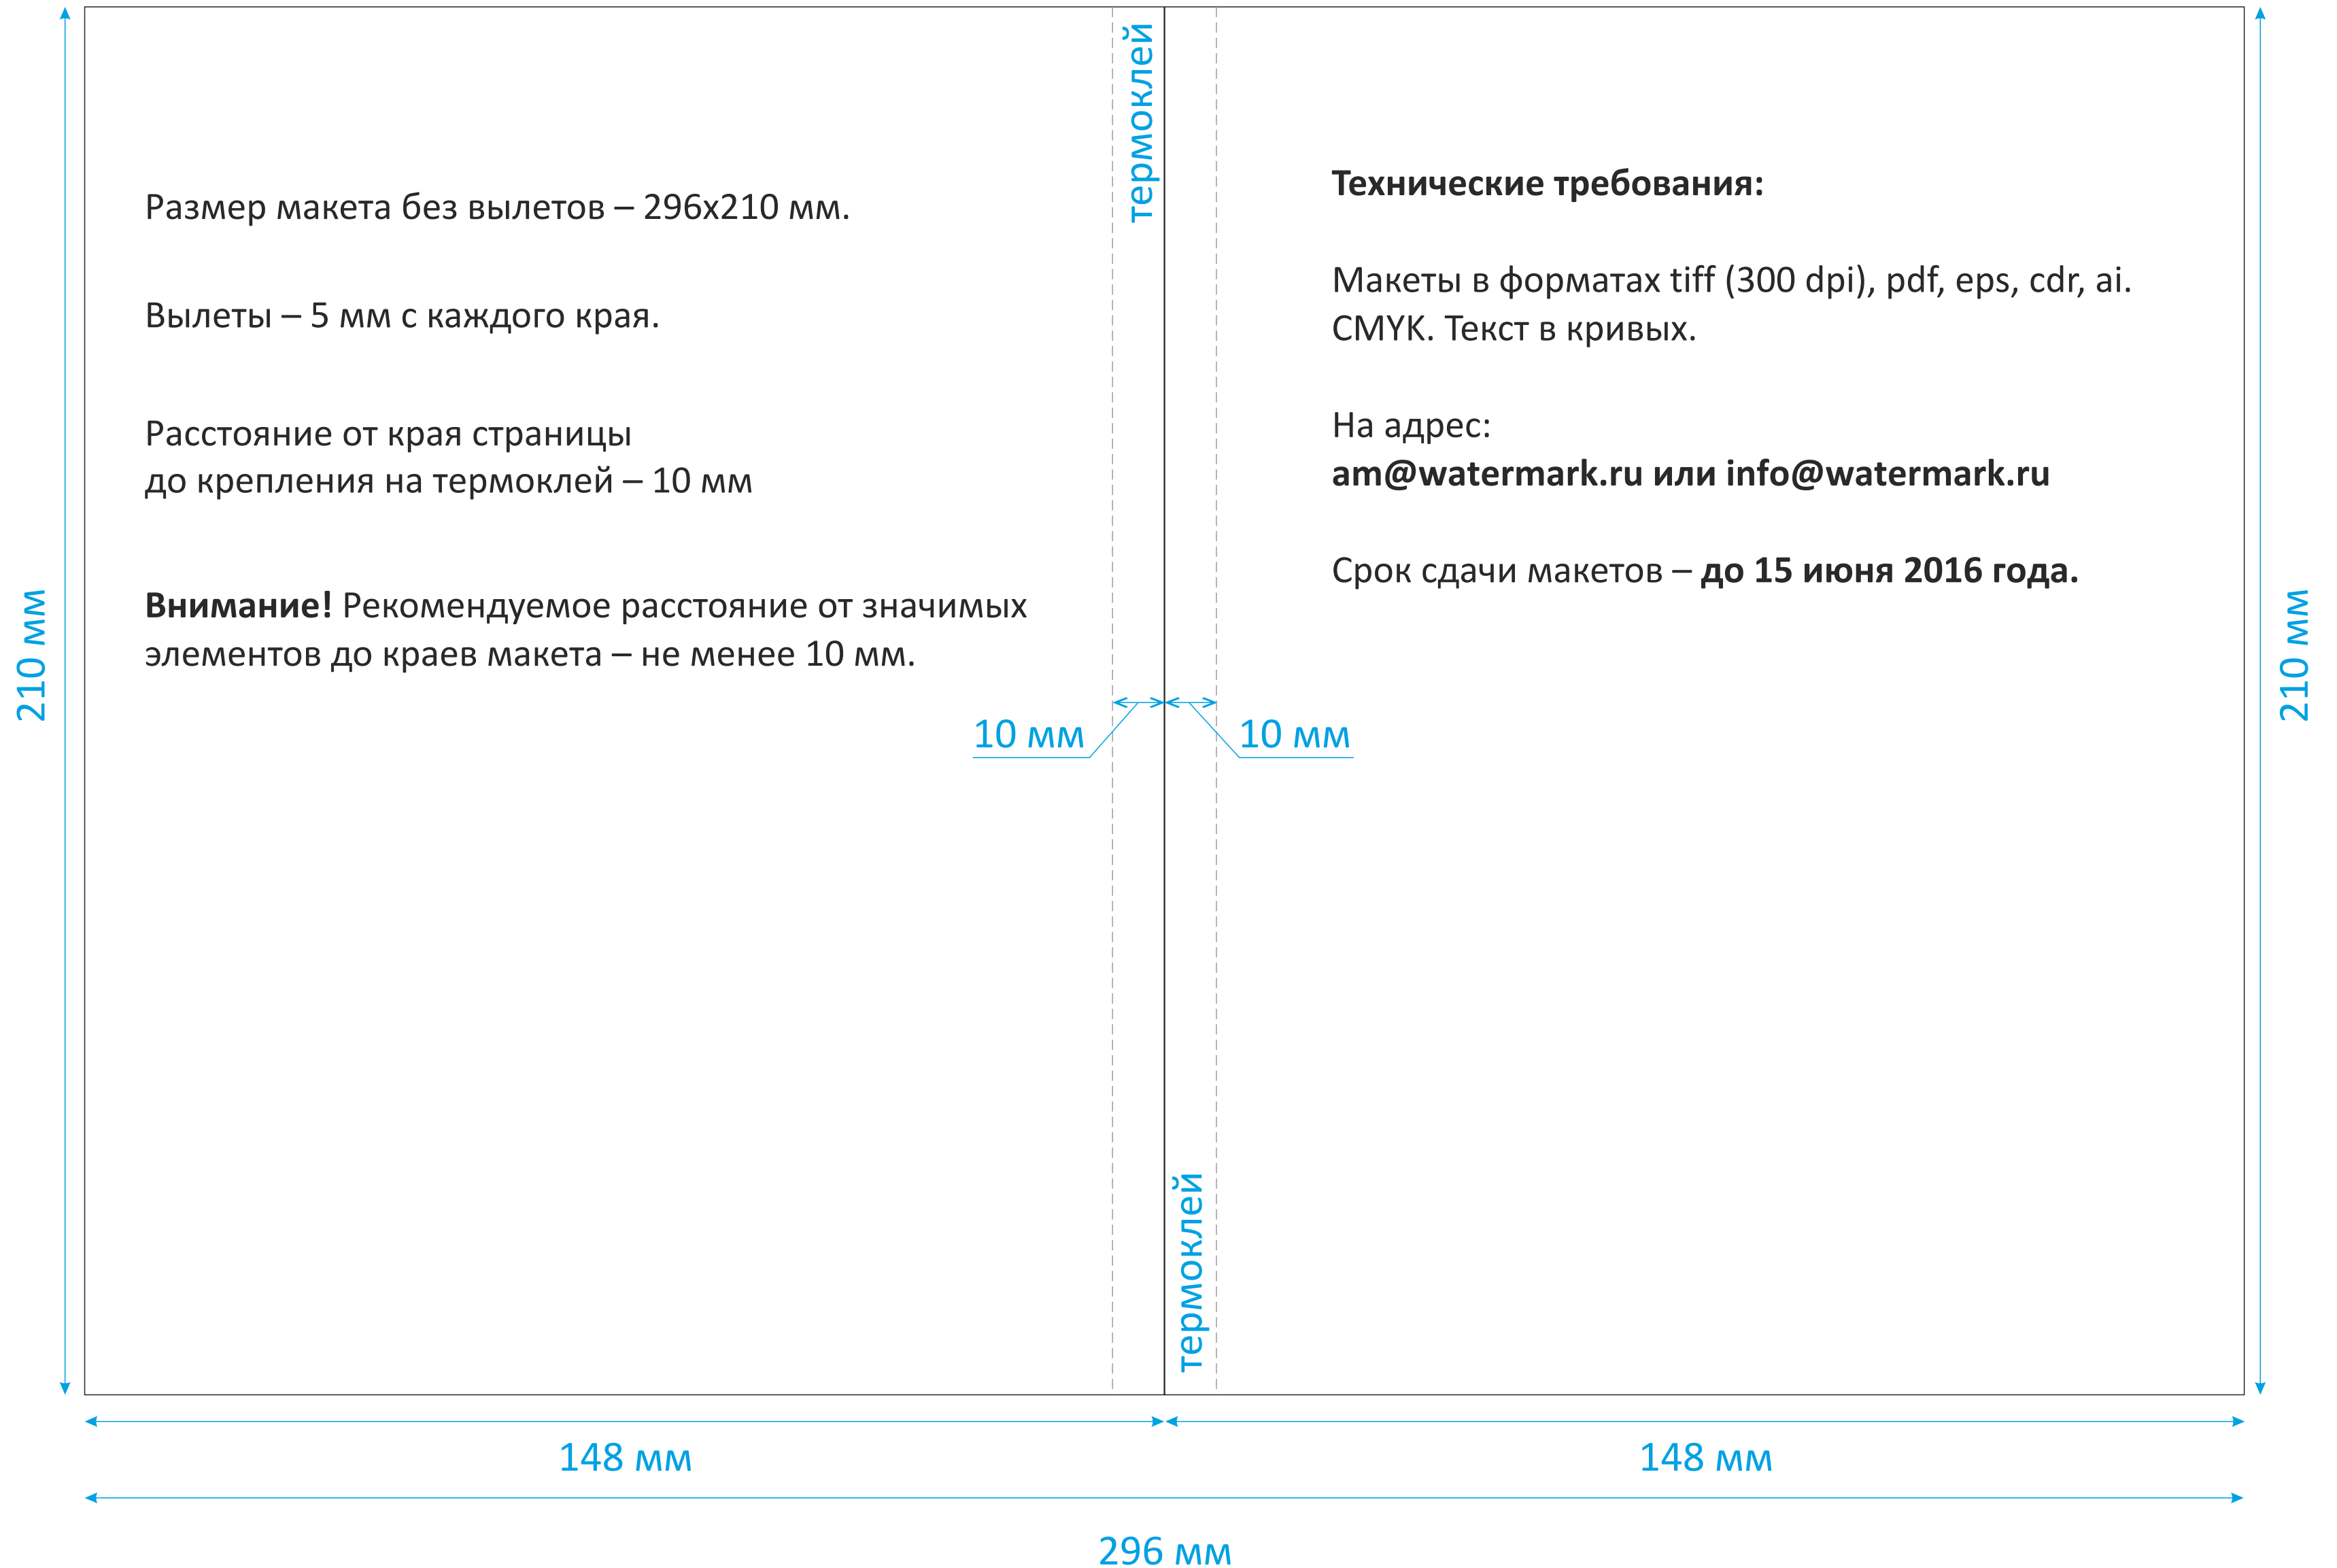 термоклей
Размер макета без вылетов – 296х210 мм.
Вылеты – 5 мм с каждого края.
Расстояние от края страницы
до крепления на термоклей – 10 мм
Внимание! Рекомендуемое расстояние от значимых
элементов до краев макета – не менее 10 мм.
Технические требования:
Макеты в форматах tiff (300 dpi), pdf, eps, cdr, ai.
CMYK. Текст в кривых.
На адрес:
am@watermark.ru или info@watermark.ru
Срок сдачи макетов – до 15 июня 2016 года.
210 мм
210 мм
10 мм
10 мм
термоклей
148 мм
148 мм
296 мм